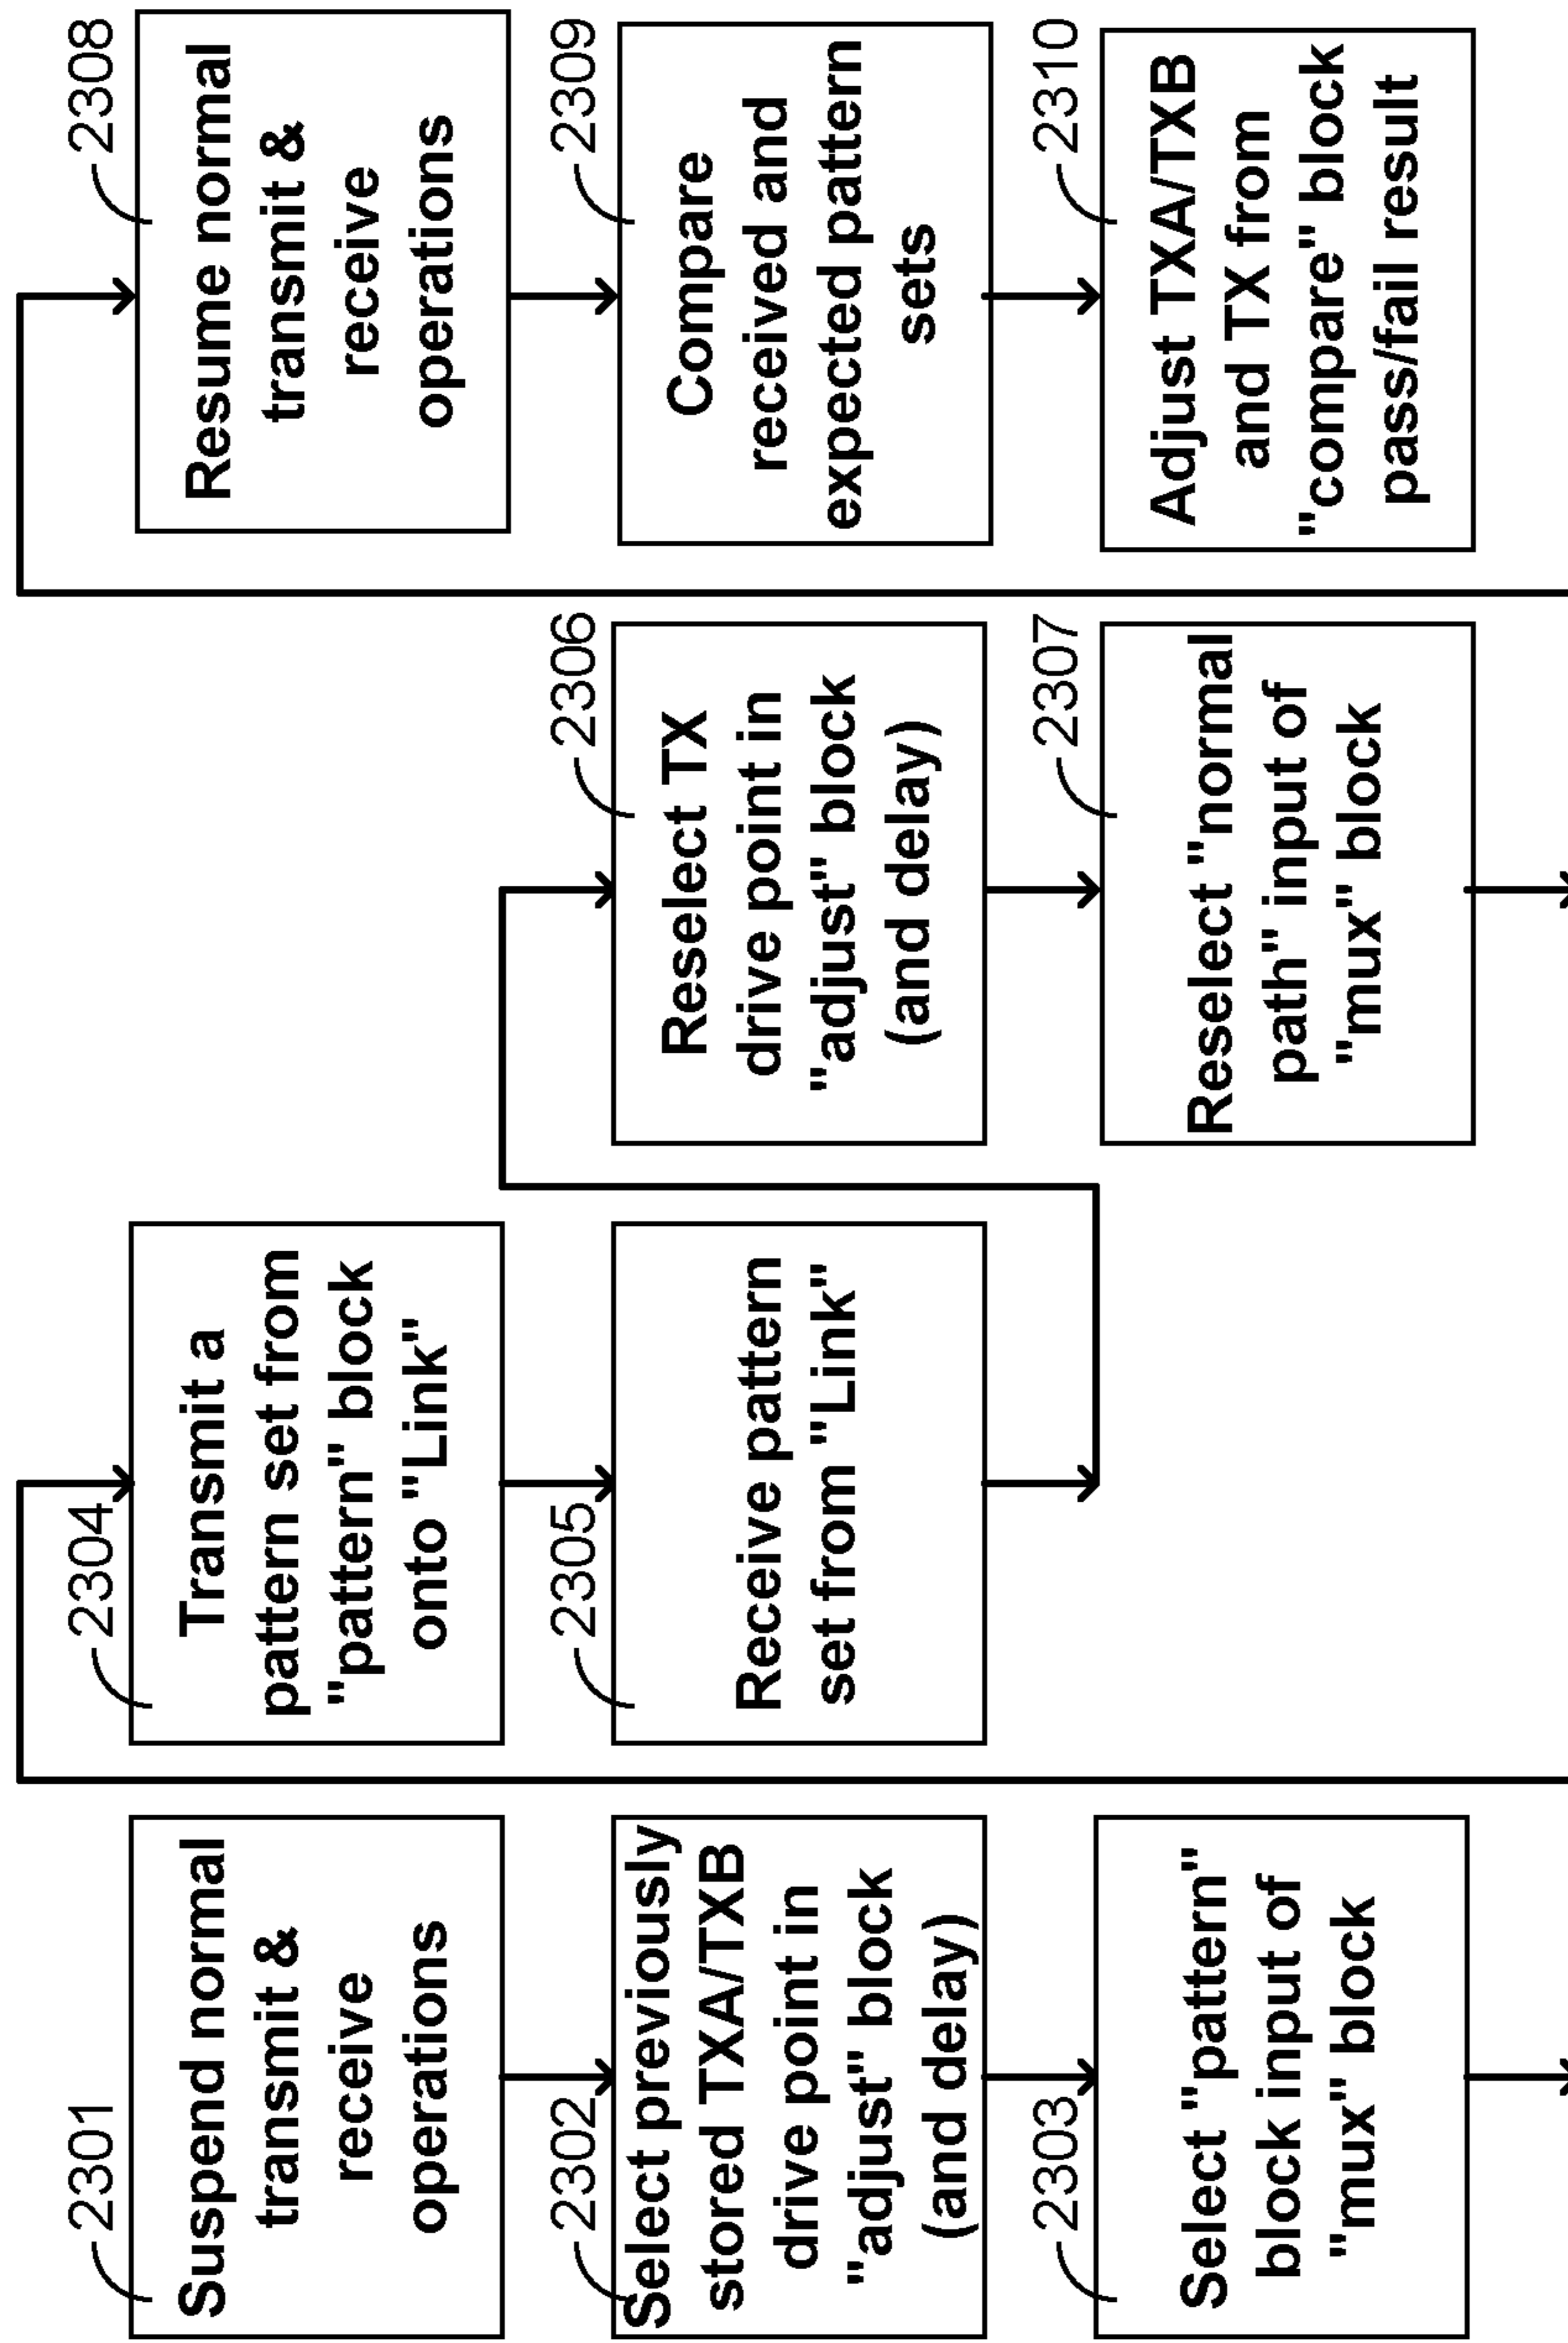 2301
Suspend normal
transmit &
receive
operations
2302
Select previously
stored TXA/TXB
drive point in
"adjust" block
(and delay)
2303
Select "pattern"
block input of
"mux" block
2304
Transmit a
pattern set from
"pattern" block
onto "Link"
2305
Receive pattern
set from "Link"
2306
Reselect TX
drive point in
"adjust" block
(and delay)
2307
Reselect "normal
path" input of
"mux" block
2308
Resume normal
transmit &
receive
operations
2309
Compare
received and
expected pattern
sets
2310
Adjust TXA/TXB
and TX from
"compare" block
pass/fail result